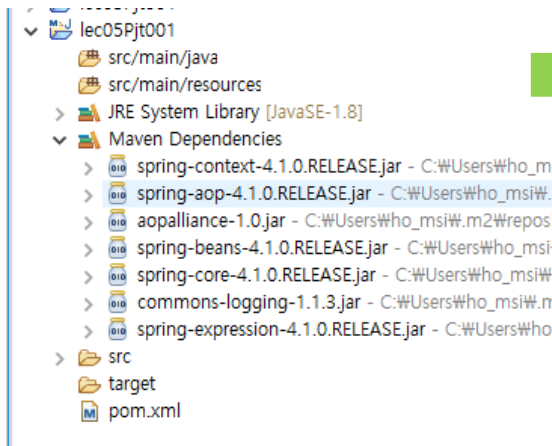 lec05Pjt001
src/main/java
src/main/resources
JRE System Library [JavaSE-1.8]
Maven Dependencies
spring-context-4.1.0.RELEASE.jar - C:₩Users₩ho_m
spring-aop-4.1.0.RELEASE.jar - C:₩Users₩ho_msi₩.
aopalliance-1.0.jar - C:₩Users₩ho_msi₩.m2₩repos
spring-beans-4.1.0.RELEASE.jar - C:₩Users₩ho_msi
spring-core-4.1.0.RELEASE.jar - C:₩Users₩ho_msi₩
commons-logging-1.1.3.jar - C:₩Users₩ho_msi₩.m
spring-expression-4.1.0.RELEASE.jar - C:₩Users₩ho
src
target
pom.xml